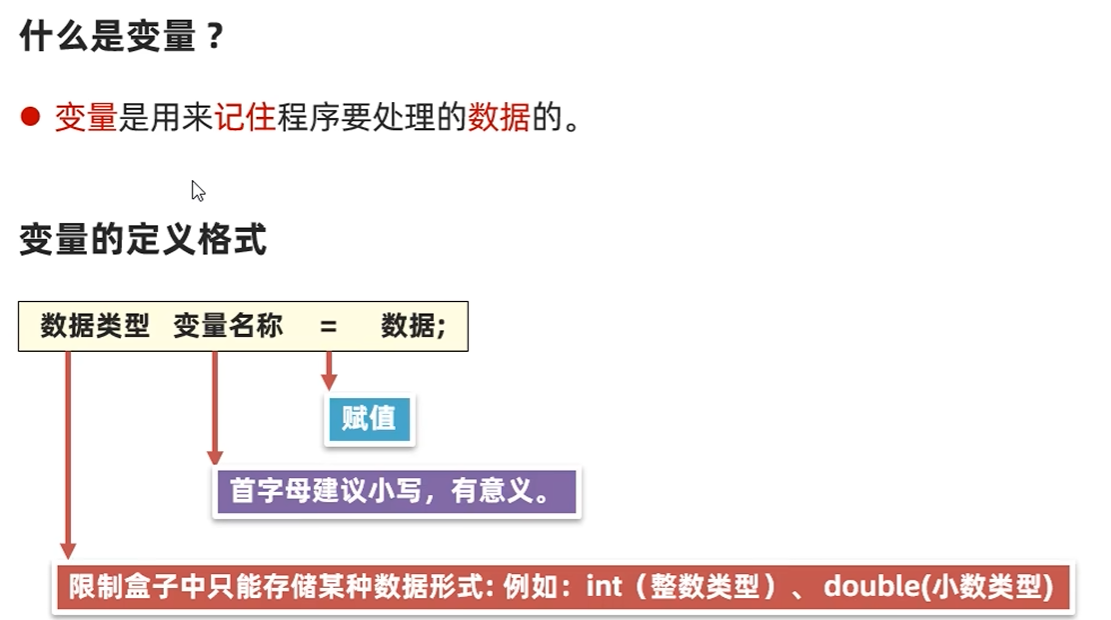 什么是变量？
变量是用来记住程序要处理的数据的。
变量的定义格式
数据类型 变量名称 = 数据;
赋值
首字母建议小写，有意义。
限制盒子中只能存储某种数据形式: 例如：int（整数类型）、 double(小数类型)